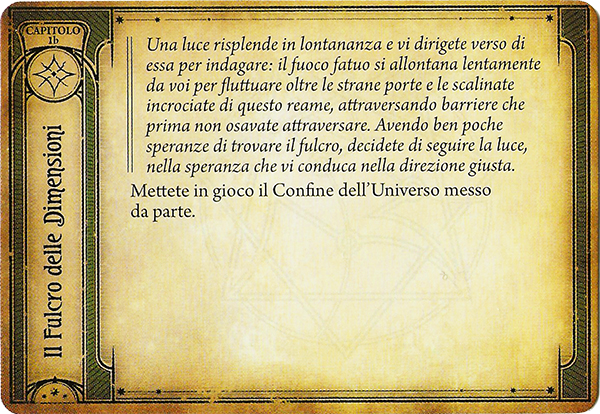 CAPITOLO
1b
Il Fulcro delle Dimensioni
Una luce risplende in lontananza e vi dirigete verso di
essa per indagare: il fuoco fatuo si allontana lentamente
da voi per fluttuare oltre le strane porte e le scalinate
incrociate di questo reame, attraversando barriere che
prima non osavate attraversare. Avendo ben poche
speranze di trovare il fulcro, decidete di seguire la luce,
nella speranza che vi conduca nella direzione giusta.
Mettete in gioco il Confine dell'Universo messo
da parte.